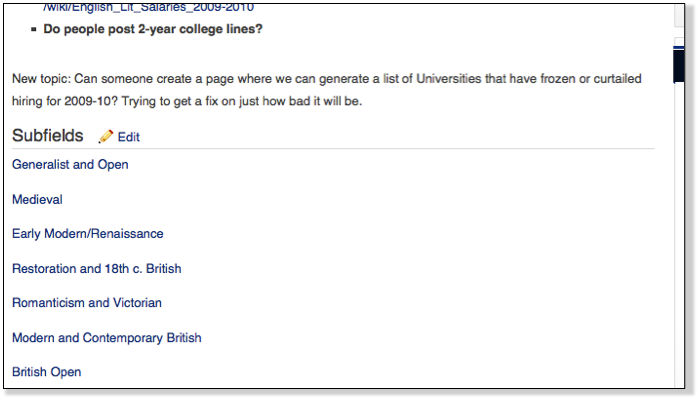 /wiki/English_Lit_Salaries_2009-2010
Do people post 2-year college lines?
New topic: Can someone create a page where we can generate a list of Universities that have frozen or curtailed
hiring for 2009-10? Trying to get a fix on just how bad it will be.
Subfields Edit
Generalist and Open
Medieval
Early Modern/Renaissance
Restoration and 18th c. British
Romanticism and Victorian
Modern and Contemporary British
British Open